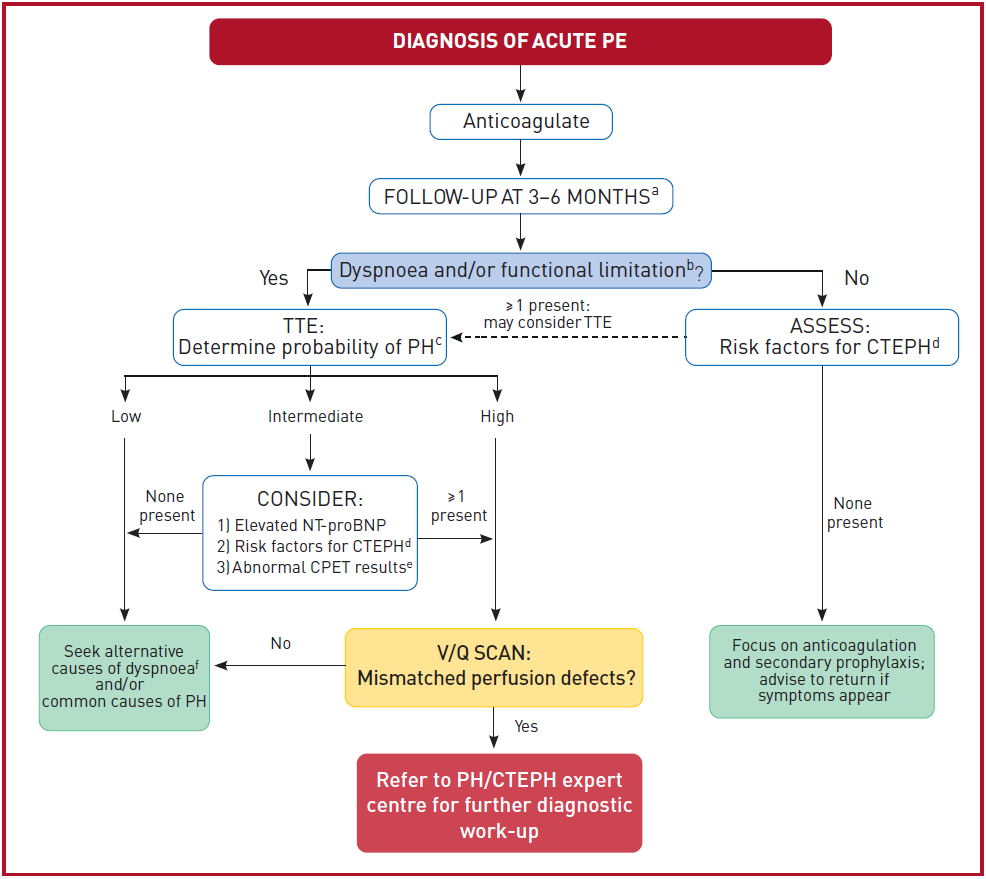 DIAGNOSIS OF ACUTE PE
Anticoagulate
FOLLOW-UP AT 3–6 MONTHSa
Dyspnoea and/or functional limitationb?
Yes
No
TTE:
Determine probability of PHc
⩾1 present:
may consider TTE
ASSESS:
Risk factors for CTEPHd
Low
Intermediate
High
None
present
CONSIDER:
1) Elevated NT-proBNP
2) Risk factors for CTEPHd
3) Abnormal CPET resultse
⩾1
present
None
present
Seek alternative
causes of dyspnoeaf
and/or
common causes of PH
No
V/Q SCAN:
Mismatched perfusion defects?
Focus on anticoagulation
and secondary prophylaxis;
advise to return if
symptoms appear
Yes
Refer to PH/CTEPH expert
centre for further diagnostic
work-up